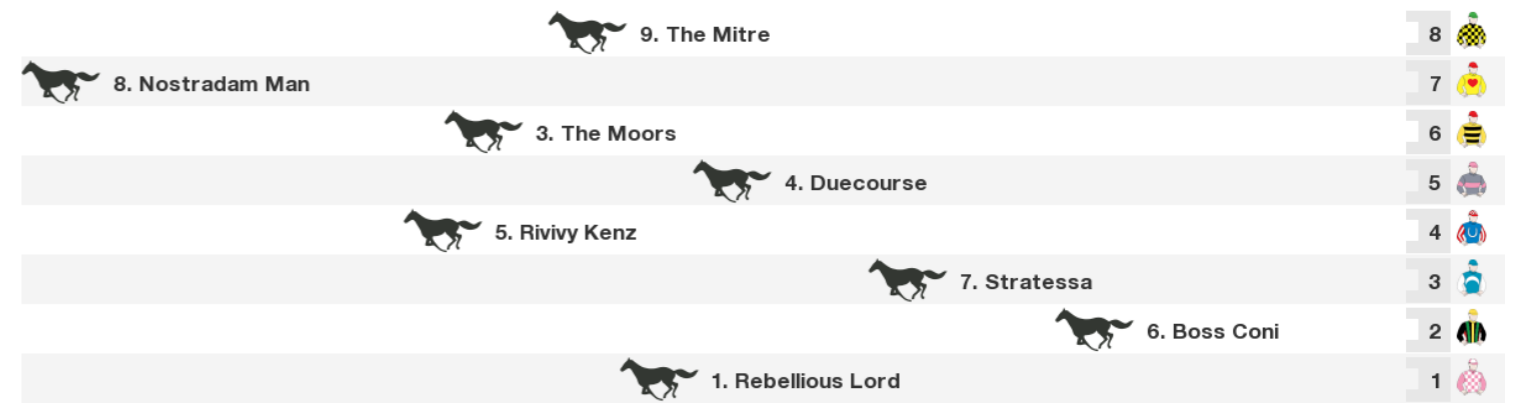 9. The Mitre 8
8. Nostradam Man 7
3. The Moors 6
4. Duecourse 5
5. Rivivy Kenz 4
7. Stratessa 3
6. Boss Coni 2
1. Rebellious Lord 1